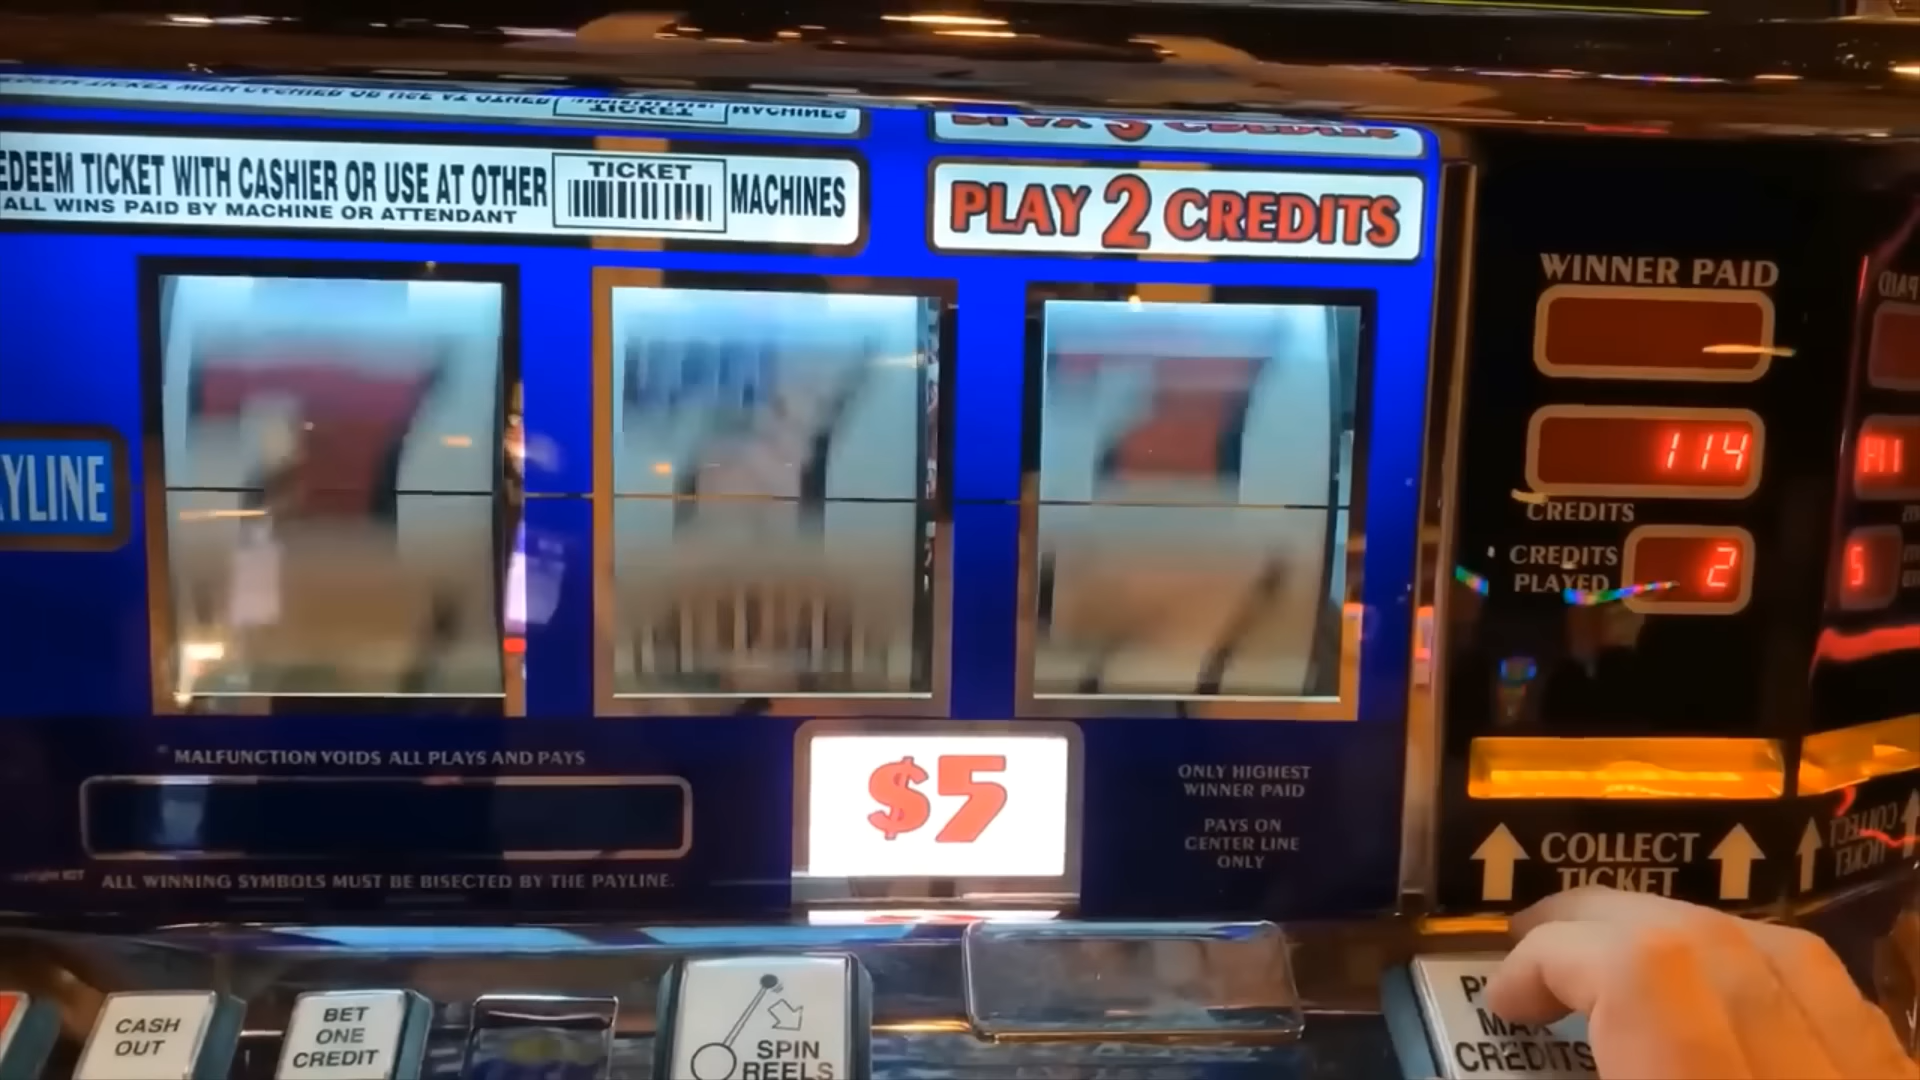 EDEEM TICKET WITH CASHIER OR USE AT OTHER
ALL WINS PAID BY MACHINE OR ATTENDANT
TICKET
MACHINES
PLAY 2 CREDITS
WINNER PAID
114
CREDITS
CREDITS
PLAYED
2
AYLINE
* MALFUNCTION VOIDS ALL PLAYS AND PAYS
$5
ONLY HIGHEST
WINNER PAID
PAYS ON
CENTER LINE
ONLY
ALL WINNING SYMBOLS MUST BE BISECTED BY THE PAYLINE.
COLLECT
TICKET
CASH
OUT
BET
ONE
CREDIT
SPIN
REELS
MAX
CREDITS